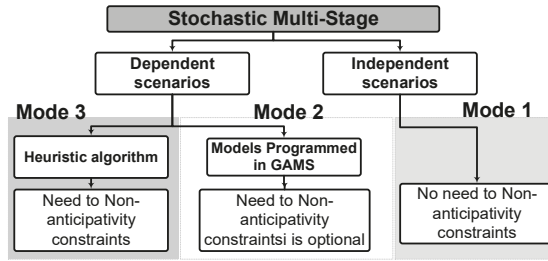 Stochastic Multi-Stage
Dependent
scenarios
Independent
scenarios
Mode 3
Mode 2
Mode 1
Heuristic algorithm
Models Programmed
in GAMS
Need to Non-
anticipativity
constraints
Need to Non-
anticipativity
constraintsi is optional
No need to Non-
anticipativity
constraints